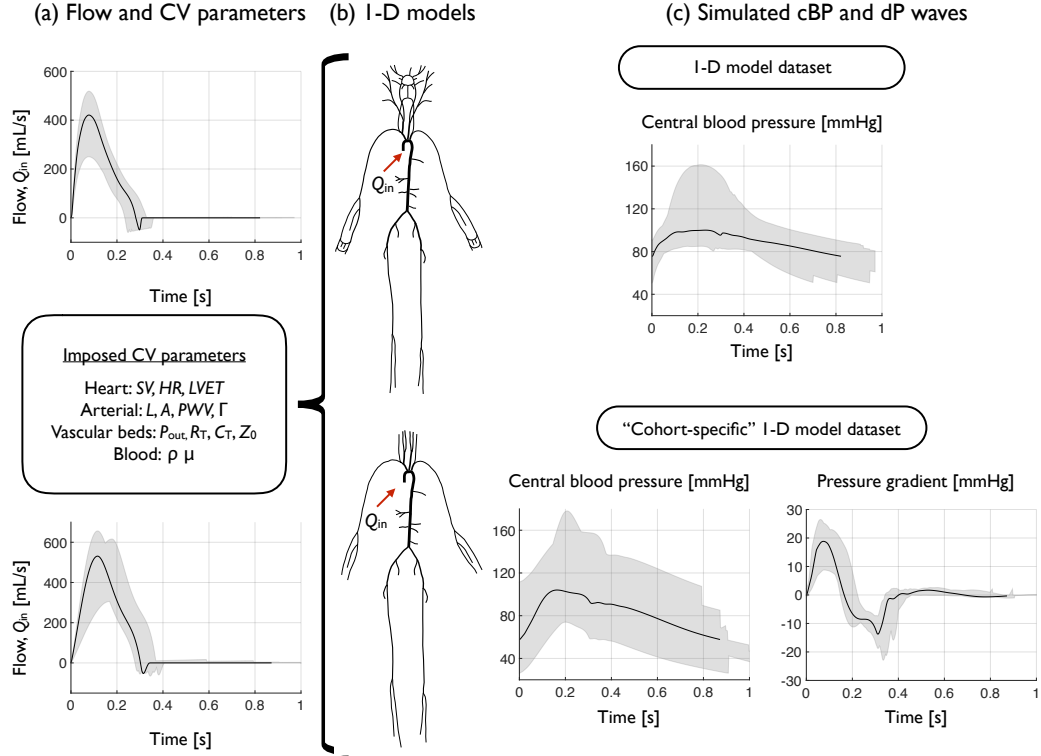 (a) Flow and CV parameters
(b) 1-D models
(c) Simulated cBP and dP waves
600
400
200
0
Flow, Qin [mL/s]
0 0.2 0.4 0.6 0.8 1
Time [s]
Imposed CV parameters
Heart: SV, HR, LVET
Arterial: L, A, PWV, Γ
Vascular beds: Pout, RT, CT, Z0
Blood: ρ μ
600
400
200
0
Flow, Qin [mL/s]
0 0.2 0.4 0.6 0.8 1
Time [s]
Qin
Qin
1-D model dataset
Central blood pressure [mmHg]
160
120
80
40
0 0.2 0.4 0.6 0.8 1
Time [s]
“Cohort-specific” 1-D model dataset
Central blood pressure [mmHg]
160
120
80
40
0 0.2 0.4 0.6 0.8 1
Time [s]
Pressure gradient [mmHg]
30
20
10
0
-10
-20
-30
0 0.2 0.4 0.6 0.8 1
Time [s]